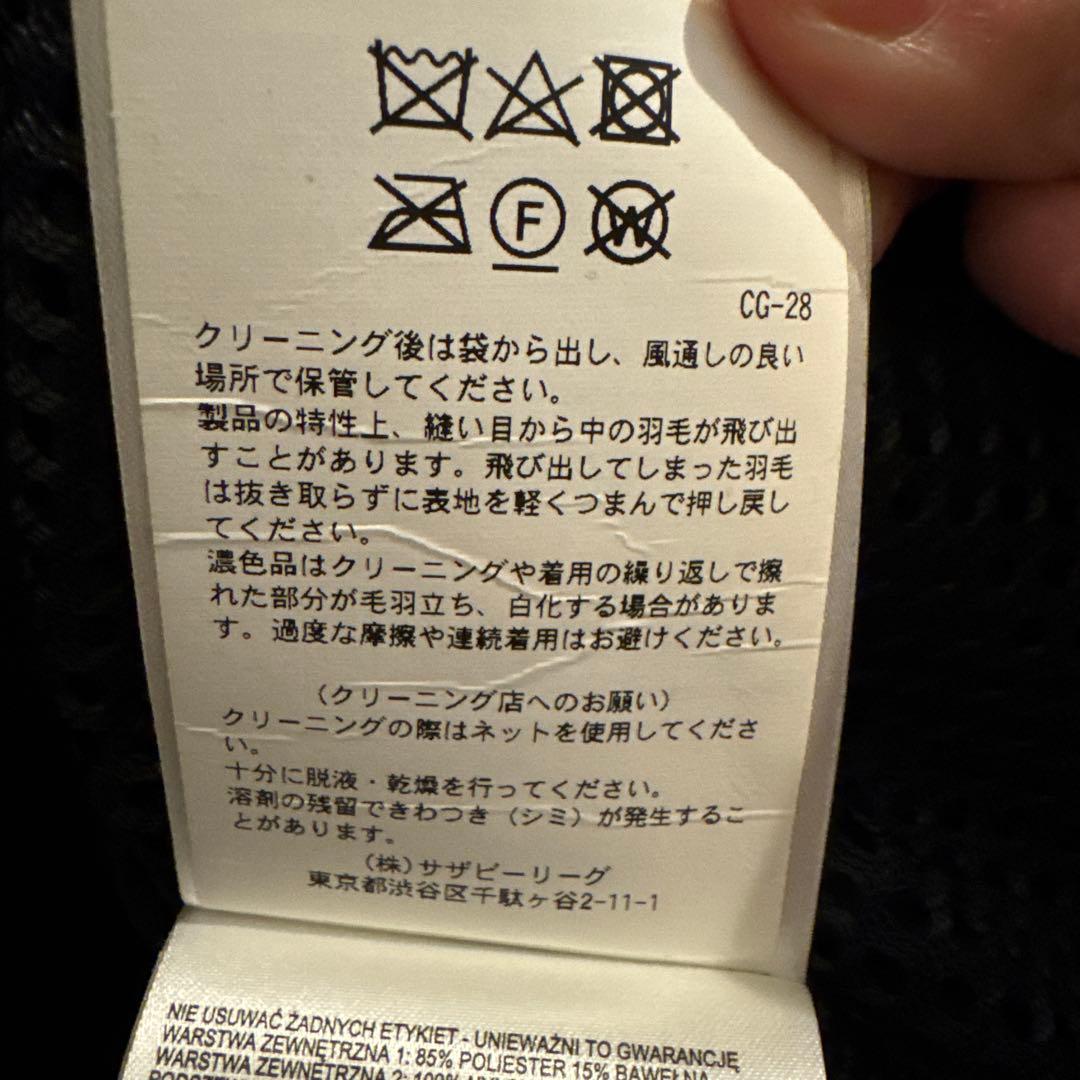 F W
CG-28
クリーニング後は袋から出し、風通しの良い
場所で保管してください。
製品の特性上、縫い目から中の羽毛が飛び出
すことがあります。飛び出してしまった羽毛
は抜き取らずに表地を軽くつまんで押し戻し
てください。
濃色品はクリーニングや着用の繰り返しで擦
れた部分が毛羽立ち、白化する場合がありま
す。過度な摩擦や連続着用はお避けください。
(クリーニング店へのお願い)
クリーニングの際はネットを使用してくださ
い。
十分に脱液・乾燥を行ってください。
溶剤の残留できわつき(シミ)が発生するこ
とがあります。
(株)サザビーリーグ
東京都渋谷区千駄ヶ谷2-11-1
NIE USUWAĆ ŻADNYCH ETYKIET - UNIEWAŻNI TO GWARANCJĘ
WARSTWA ZEWNĘTRZNA 1: 85% POLIESTER 15% BAWEŁNA
WARSTWA ZEWNĘTRZNA 2: 100%